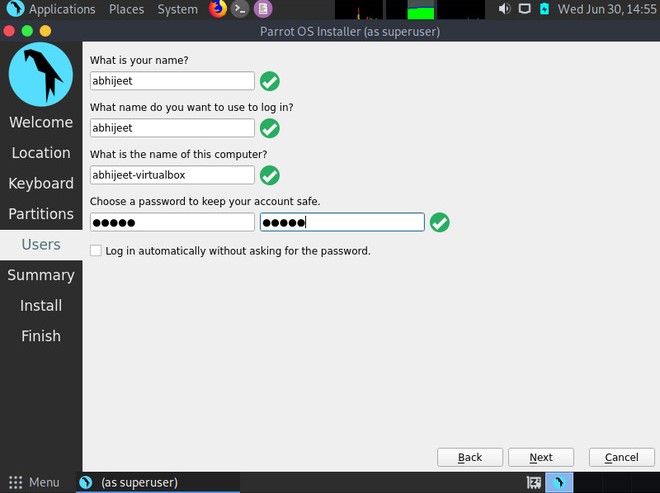 Applications Places System Wed Jun 30, 14:55
Parrot OS Installer (as superuser)
Welcome
Location
Keyboard
Partitions
Users
Summary
Install
Finish
What is your name?
abhijeet
What name do you want to use to log in?
abhijeet
What is the name of this computer?
abhijeet-virtualbox
Choose a password to keep your account safe.
●●●●● ●●●●●
Log in automatically without asking for the password.
Back Next Cancel
Menu (as superuser)